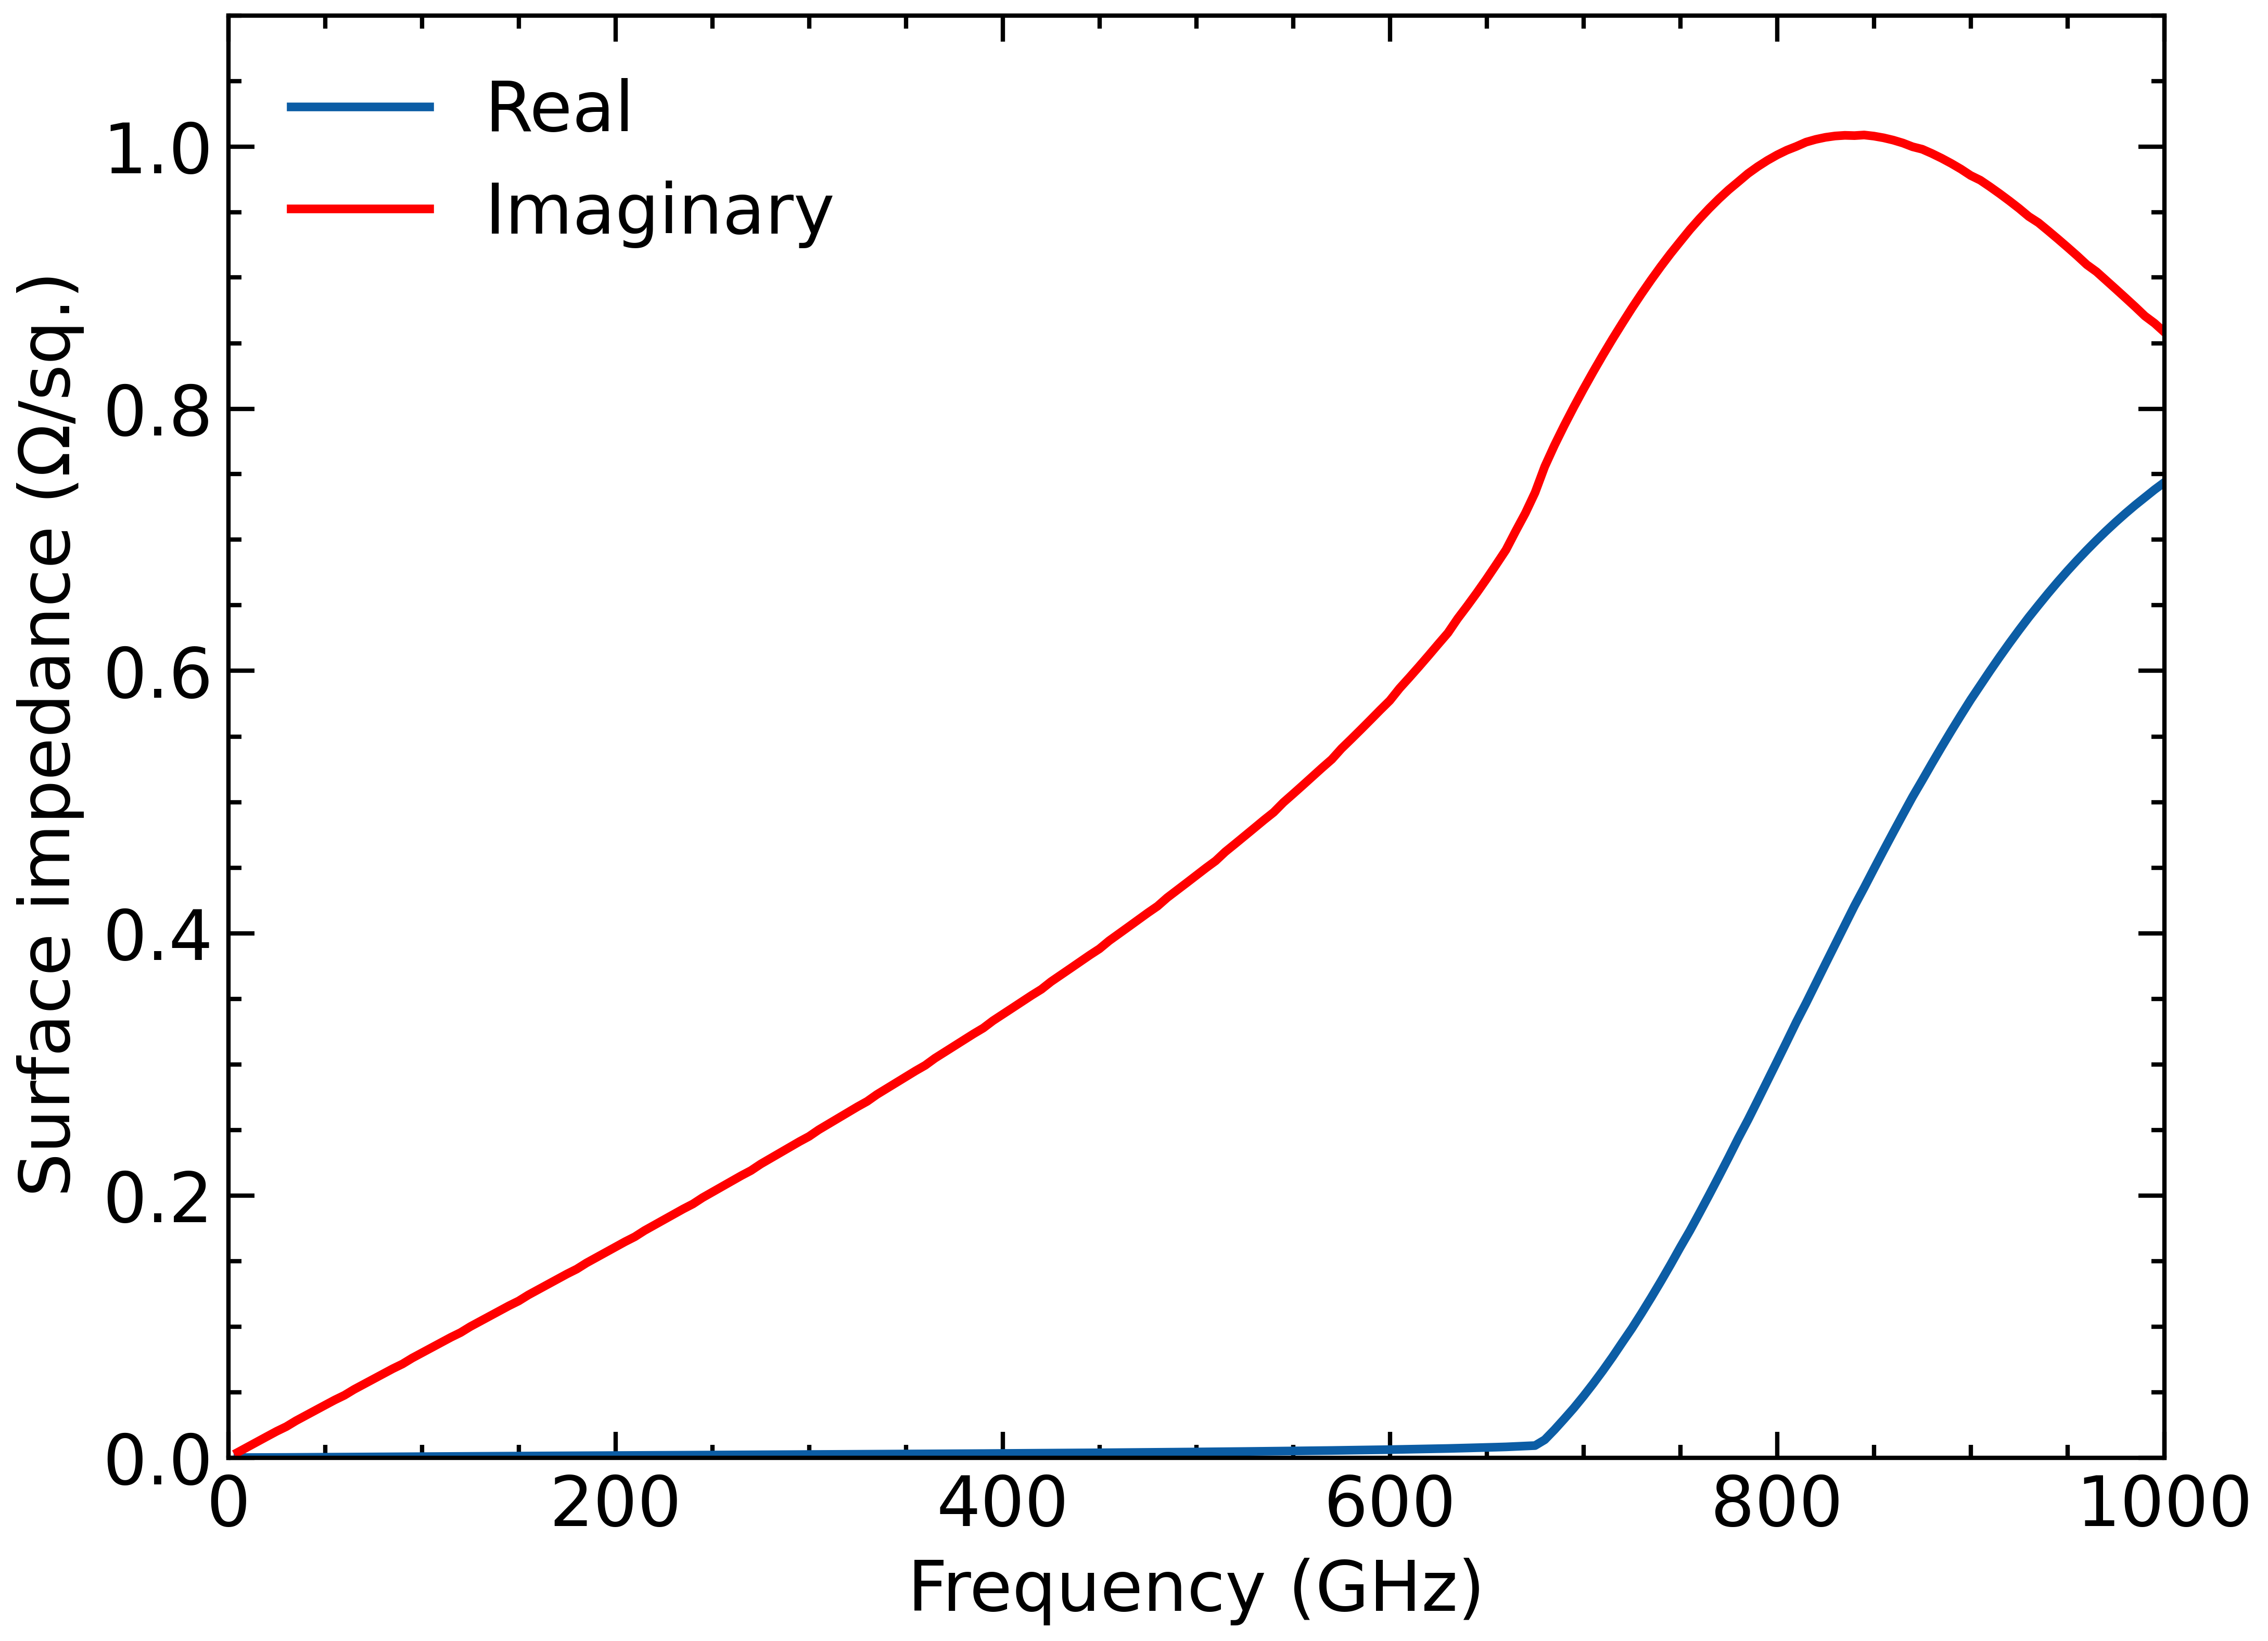 Real
Imaginary
Surface impedance (Ω/sq.)
1.0
0.8
0.6
0.4
0.2
0.0
0 200 400 600 800 1000
Frequency (GHz)